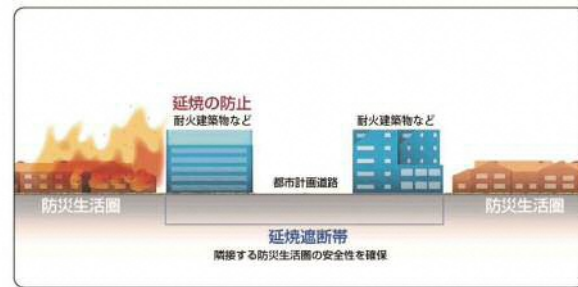 延焼の防止
耐火建築物など
耐火建築物など
都市計画道路
防災生活圏
防災生活圏
延焼遮断帯
隣接する防災生活圏の安全性を確保